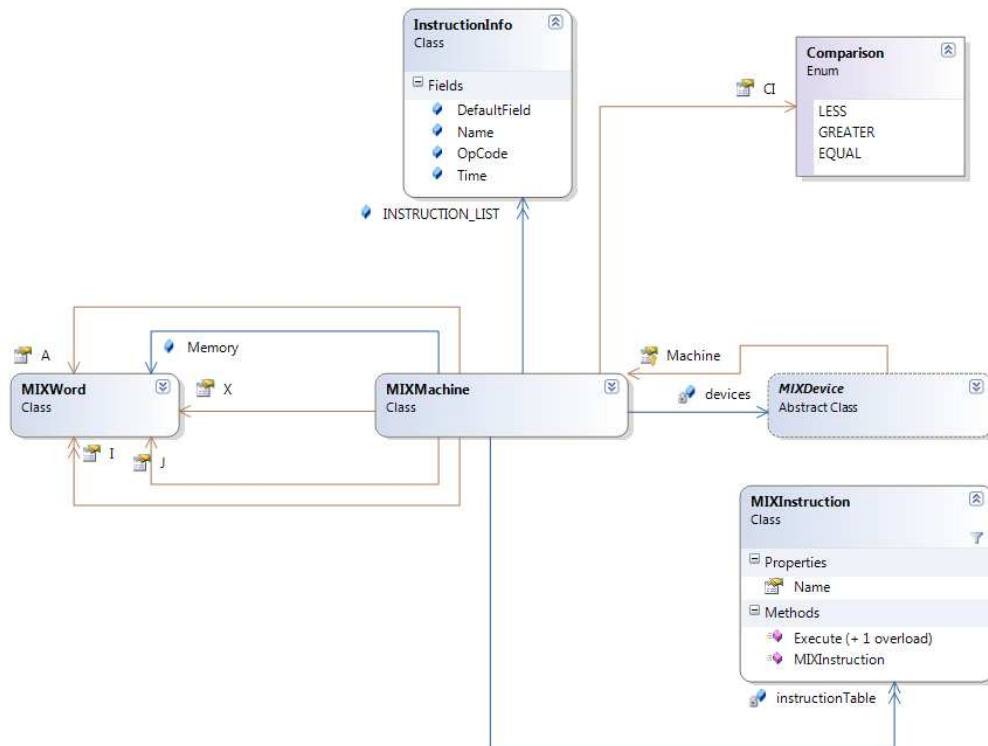 InstructionInfo
Class
Fields
DefaultField
Name
OpCode
Time
INSTRUCTION_LIST
Comparison
Enum
LESS
GREATER
EQUAL
CI
A
Memory
MIXWord
Class
X
I
J
MIXMachine
Class
Machine
devices
MIXDevice
Abstract Class
MIXInstruction
Class
Properties
Name
Methods
Execute (+ 1 overload)
MIXInstruction
instructionTable